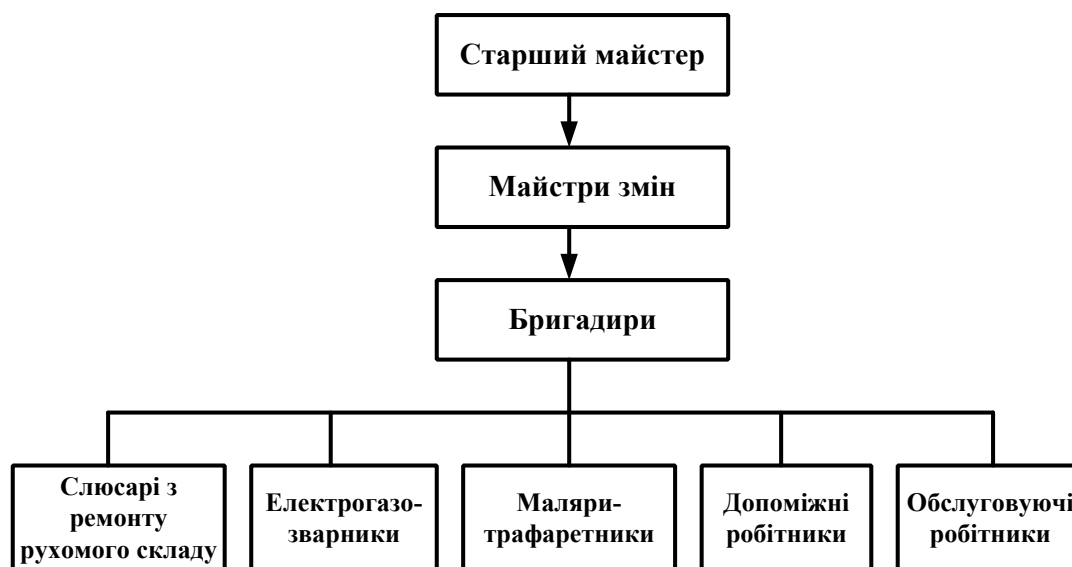 Старший майстер
Майстри змін
Бригадири
Слюсарі з
ремонту
рухомого складу
Електрогазо-
зварники
Маляри-
трафаретники
Допоміжні
робітники
Обслуговуючі
робітники